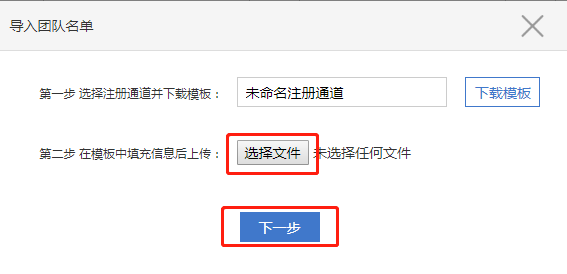 导入团队名单
第一步 选择注册通道并下载模板： 未命名注册通道 下载模板
第二步 在模板中填充信息后上传： 选择文件 未选择任何文件
下一步